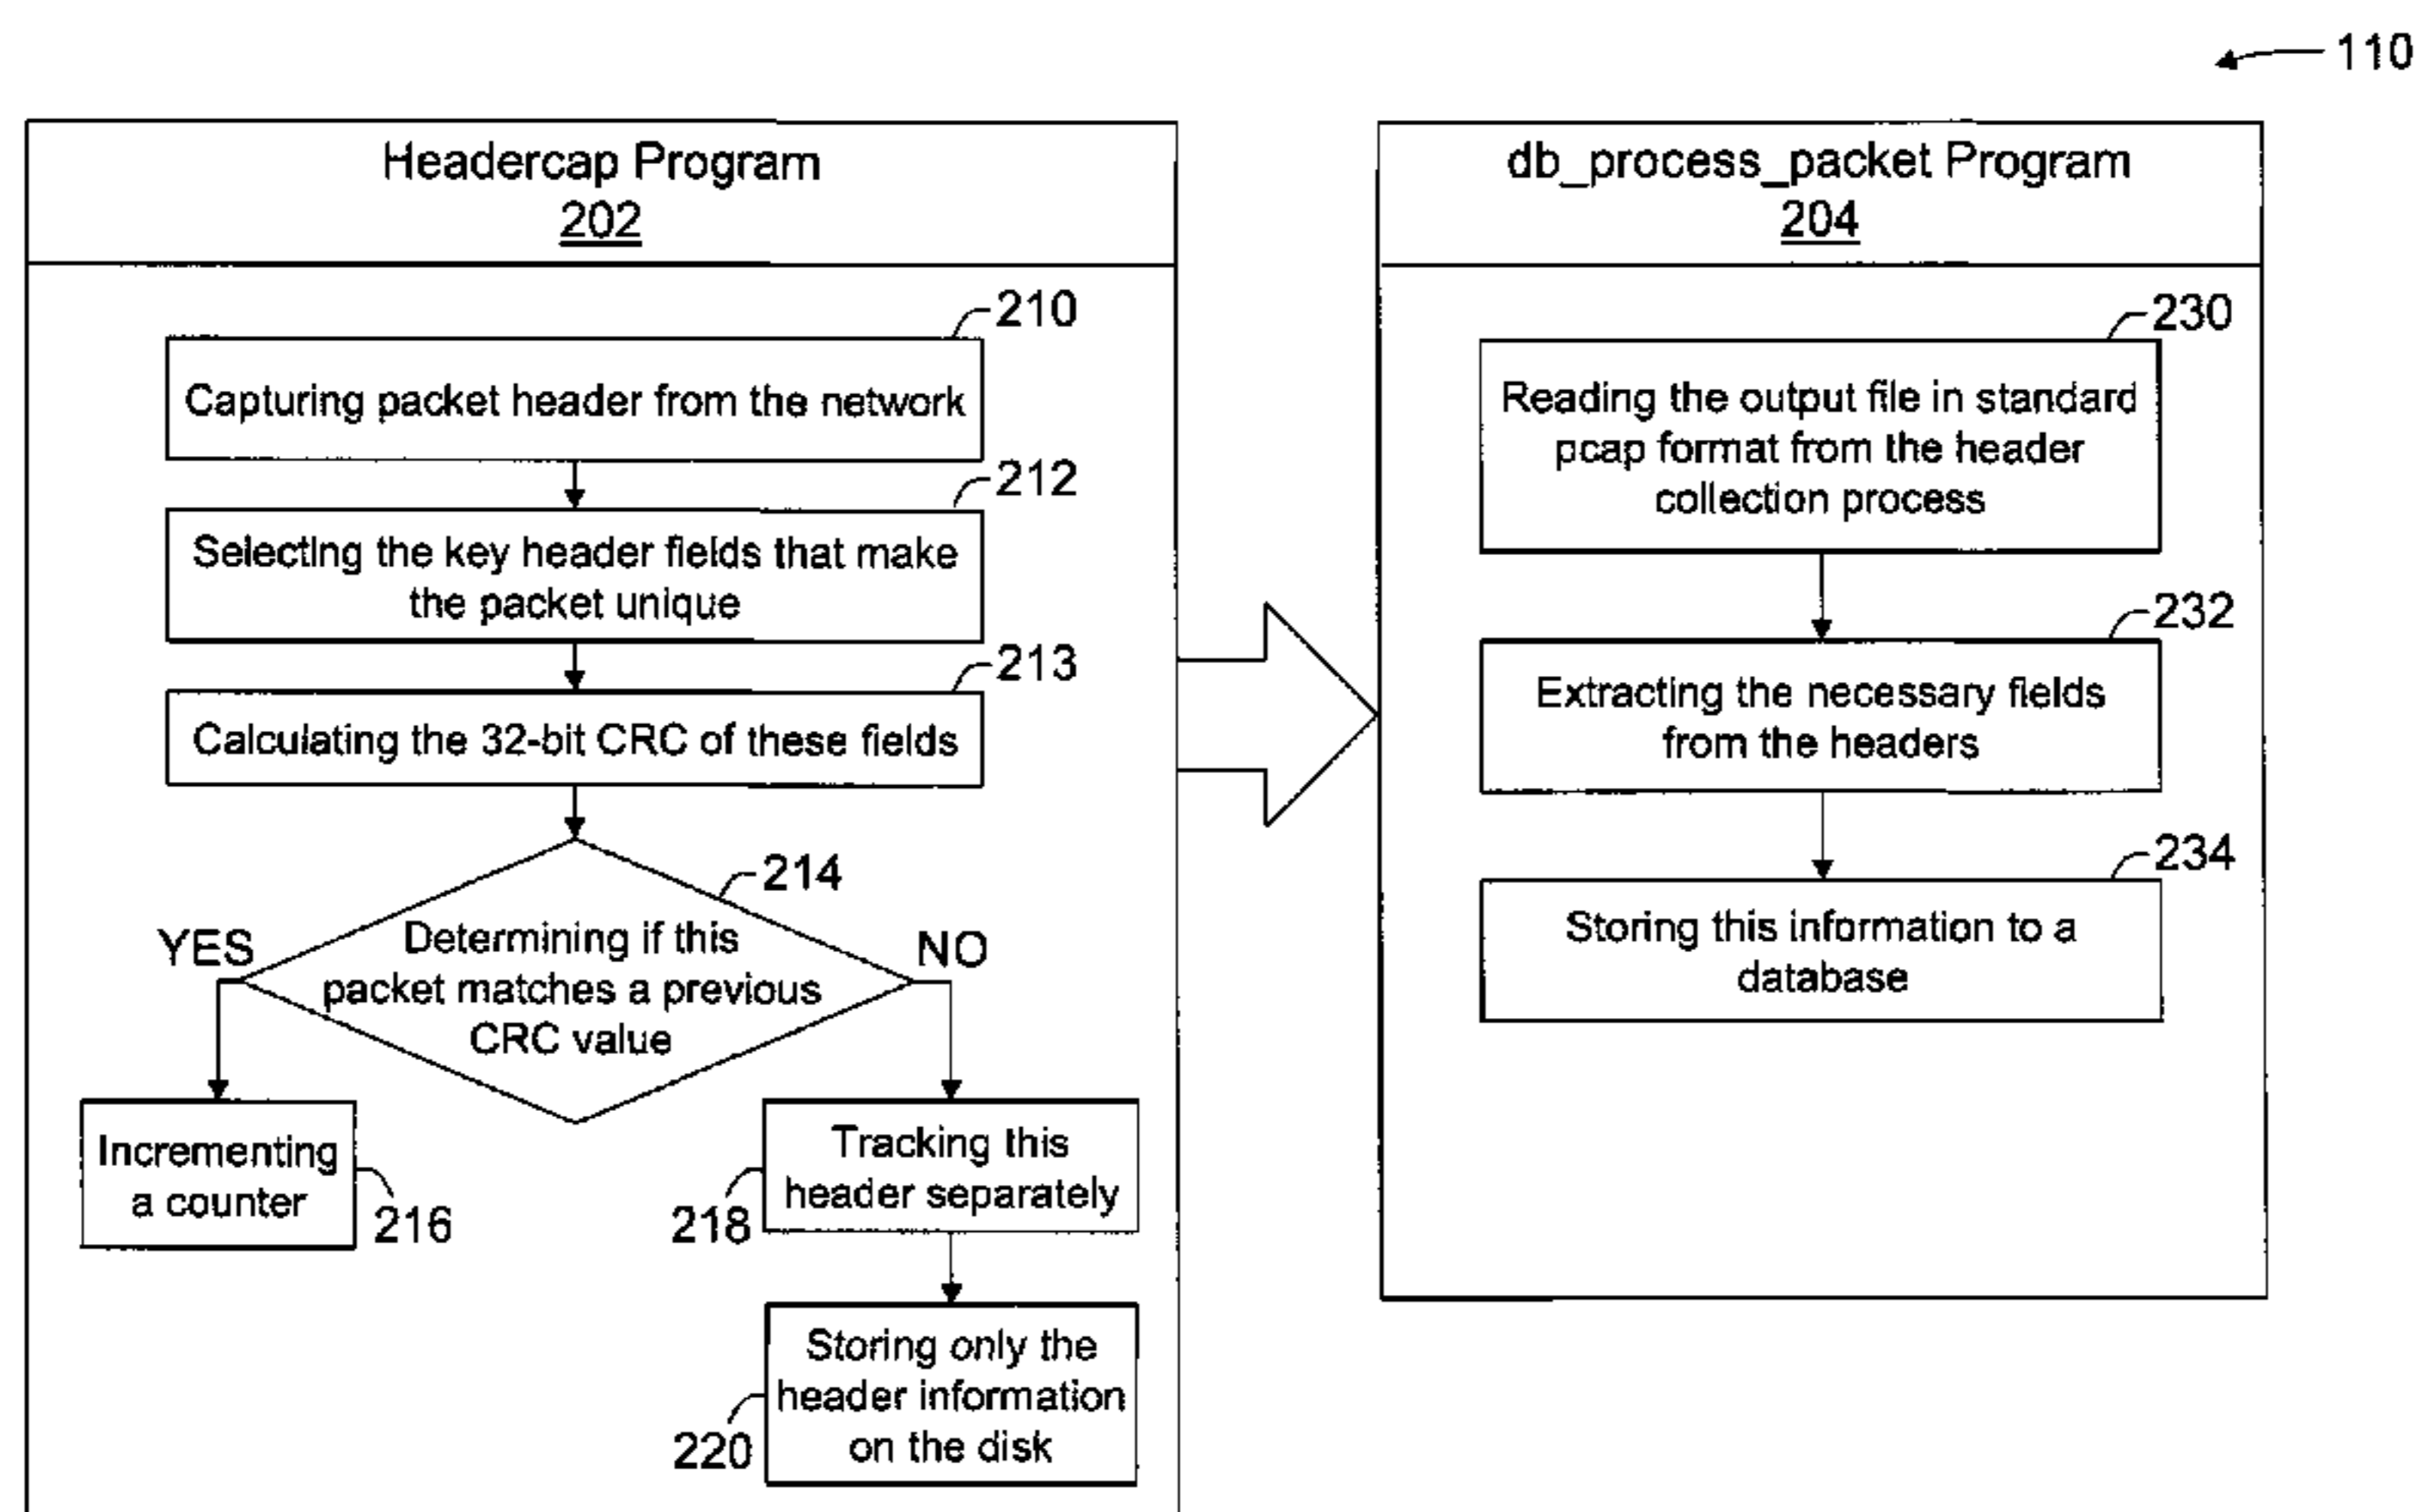 110
Headercap Program
202
210
Capturing packet header from the network
212
Selecting the key header fields that make
the packet unique
213
Calculating the 32-bit CRC of these fields
214
YES
NO
Determining if this
packet matches a previous
CRC value
Incrementing
a counter
216
Tracking this
header separately
218
Storing only the
header information
on the disk
220
db_process_packet Program
204
230
Reading the output file in standard
pcap format from the header
collection process
232
Extracting the necessary fields
from the headers
234
Storing this information to a
database